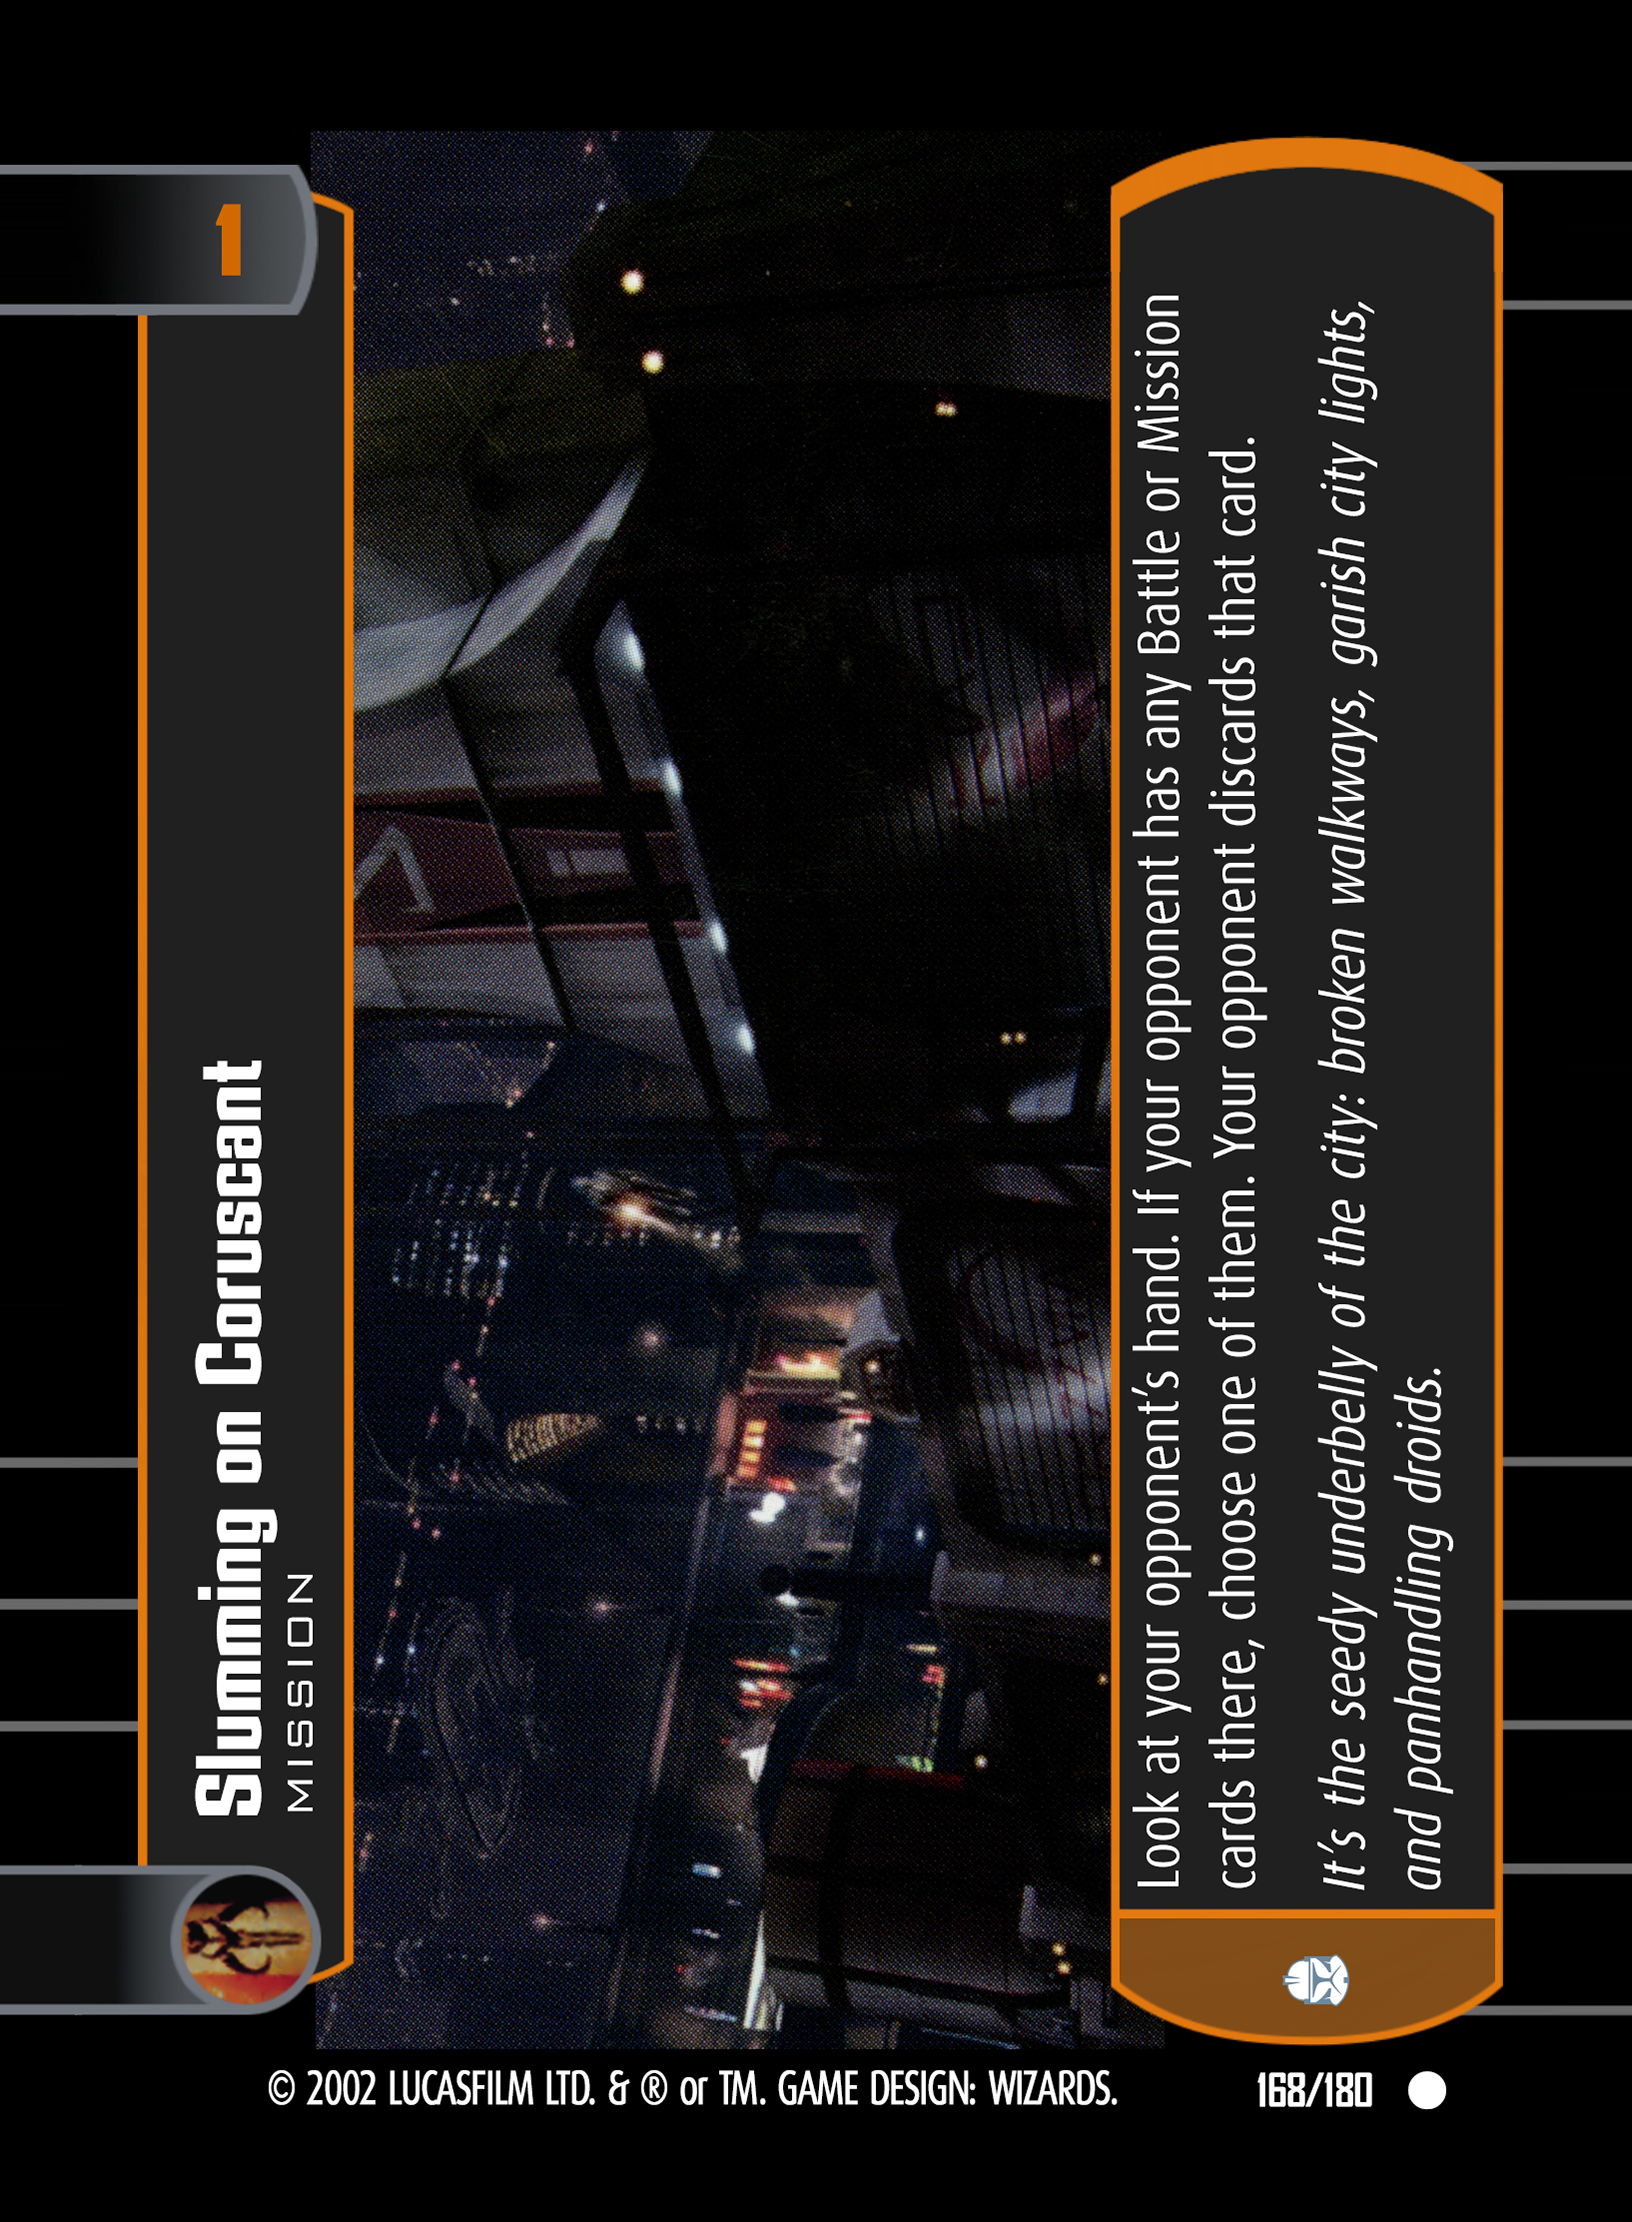 1
Slumming on Coruscant
MISSION
Look at your opponent's hand. If your opponent has any Battle or Mission
cards there, choose one of them. Your opponent discards that card.
It's the seedy underbelly of the city: broken walkways, garish city lights,
and panhandling droids.
© 2002 LUCASFILM LTD. & ® or TM. GAME DESIGN: WIZARDS.
168/180